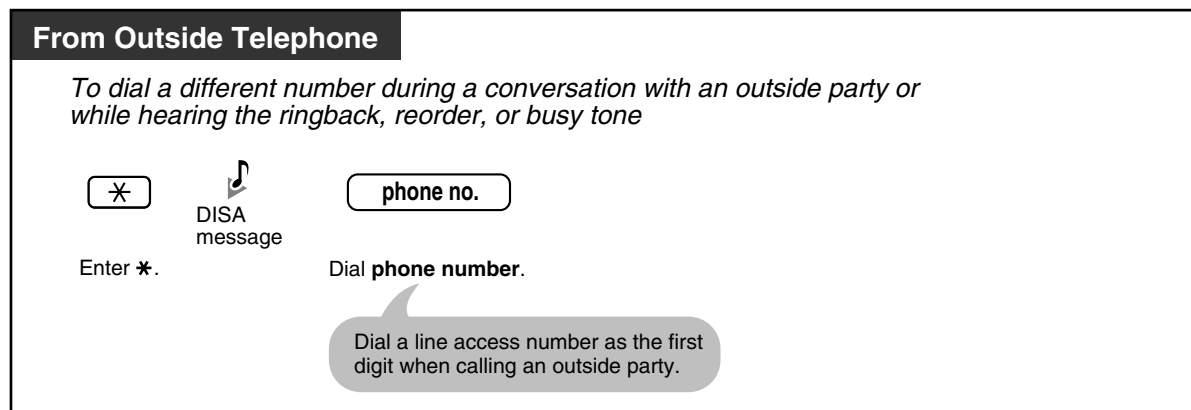 From Outside Telephone
To dial a different number during a conversation with an outside party or
while hearing the ringback, reorder, or busy tone
*
DISA
message
phone no.
Enter *.
Dial phone number.
Dial a line access number as the first
digit when calling an outside party.